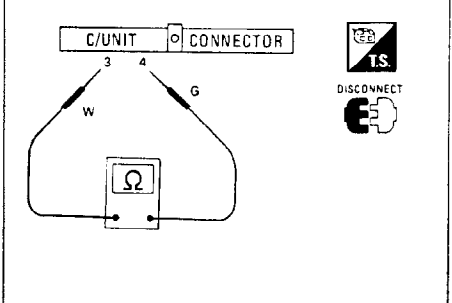 C/UNIT CONNECTOR
3 4
T.S.
DISCONNECT
G
W
Ω